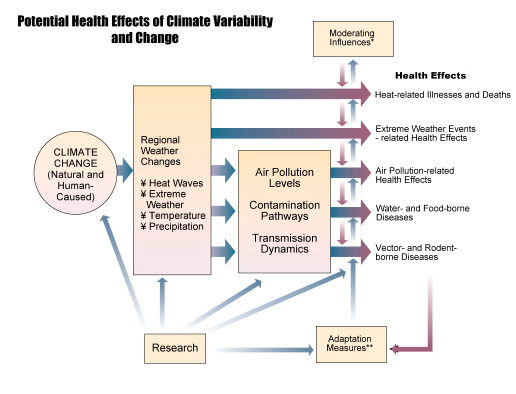 Potential Health Effects of Climate Variability
and Change
Moderating
Influences*
Health Effects
Heat-related Illnesses and Deaths
Extreme Weather Events
- related Health Effects
Air Pollution-related
Health Effects
Water- and Food-borne
Diseases
Vector- and Rodent-
borne Diseases
CLIMATE
CHANGE
(Natural and
Human-
Caused)
Regional
Weather
Changes
¥ Heat Waves
¥ Extreme
Weather
¥ Temperature
¥ Precipitation
Air Pollution
Levels
Contamination
Pathways
Transmission
Dynamics
Research
Adaptation
Measures**